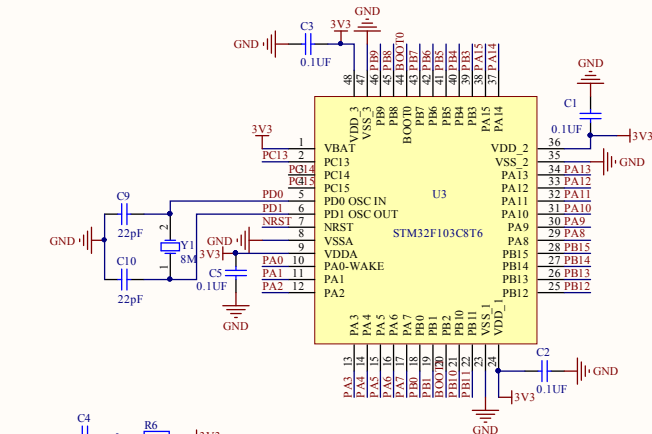 GND
C3
3V3
GND
0.1UF
PB9
PB8
BOOT0
PB7
PB6
PB5
PB4
PB3
PA15
PA14
48
47
46
45
44
43
42
41
40
39
38
37
VDD_3
VSS_3
PB9
PB8
BOOT0
PB7
PB6
PB5
PB4
PB3
PA15
PA14
GND
C1
0.1UF
3V3
3V3
1 VBAT
PC13 2 PC13
PC14 3 PC14
PC15 4 PC15
PD0 5 PD0 OSC IN
PD1 6 PD1 OSC OUT
NRST 7 NRST
GND 8 VSSA
3V3 9 VDDA
PA0 10 PA0-WAKE
PA1 11 PA1
PA2 12 PA2
U3
STM32F103C8T6
VDD_2 36
VSS_2 35 GND
PA13 34 PA13
PA12 33 PA12
PA11 32 PA11
PA10 31 PA10
PA9 30 PA9
PA8 29 PA8
PB15 28 PB15
PB14 27 PB14
PB13 26 PB13
PB12 25 PB12
C9
22pF
GND
2
Y1
8M
1
C10
22pF
C5
0.1UF
GND
PA3
PA4
PA5
PA6
PA7
PB0
PB1
PB2
PB10
PB11
VSS_1
VDD_1
13
14
15
16
17
18
19
20
21
22
23
24
PA3
PA4
PA5
PA6
PA7
PB0
PB1
PB10
PB11
C2
GND
0.1UF
3V3
GND
C4
R6
3V3